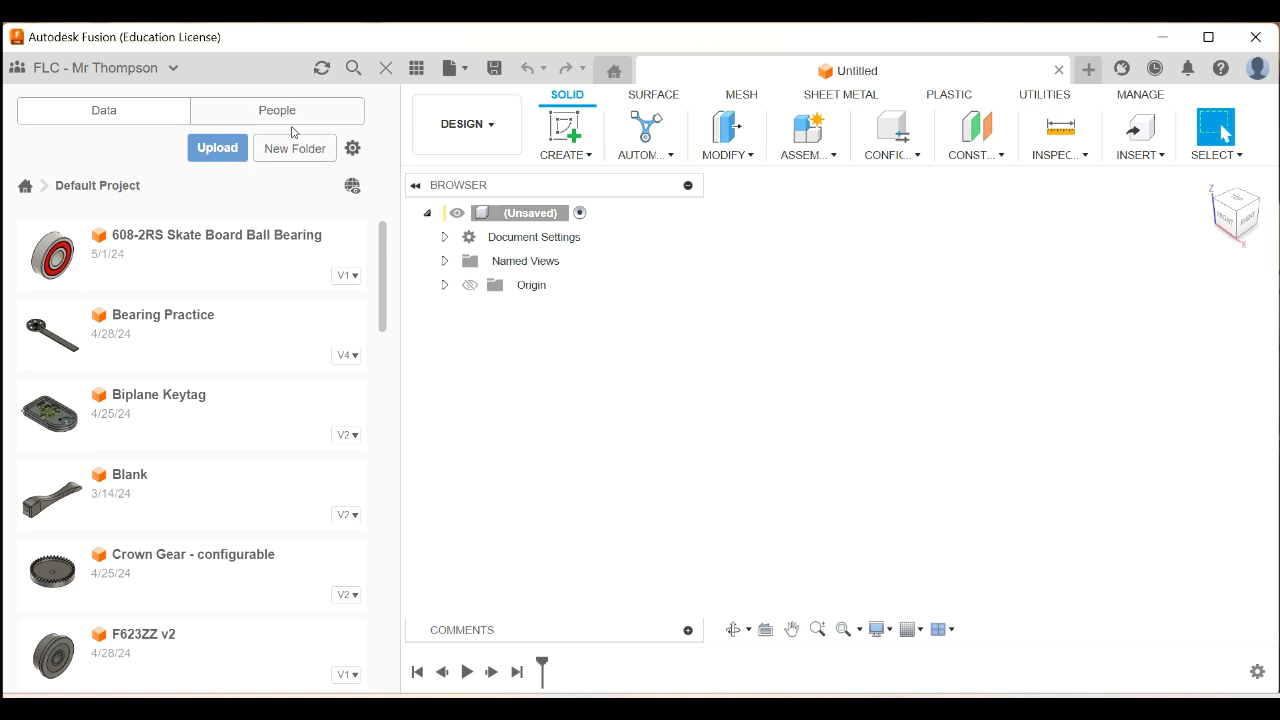 Autodesk Fusion (Education License)
FLC - Mr Thompson
Untitled
Data
People
Upload
New Folder
Default Project
608-2RS Skate Board Ball Bearing
5/1/24
V1
Bearing Practice
4/28/24
V4
Biplane Keytag
4/25/24
V2
Blank
3/14/24
V2
Crown Gear - configurable
4/25/24
V2
F623ZZ v2
4/28/24
V1
DESIGN
SOLID
SURFACE
MESH
SHEET METAL
PLASTIC
UTILITIES
MANAGE
CREATE
AUTOM...
MODIFY
ASSEM...
CONFIG...
CONST...
INSPEC...
INSERT
SELECT
BROWSER
(Unsaved)
Document Settings
Named Views
Origin
Z
TOP
FRONT
RIGHT
X
COMMENTS